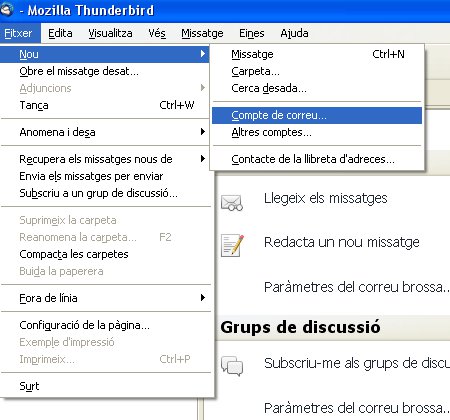 - Mozilla Thunderbird
Fitxer Edita Visualitza Vés Missatge Eines Ajuda
Nou
Obre el missatge desat...
Adjuncions
Tanca Ctrl+W
Anomena i desa
Recupera els missatges nous de
Envia els missatges per enviar
Subscriu a un grup de discussió...
Suprimeix la carpeta
Reanomena la carpeta... F2
Compacta les carpetes
Buida la paperera
Fora de línia
Configuració de la pàgina...
Exemple d'impressió
Imprimeix... Ctrl+P
Surt
Missatge Ctrl+N
Carpeta...
Cerca desada...
Compte de correu...
Altres comptes...
Contacte de la llibreta d'adreces...
Llegeix els missatges
Redacta un nou missatge
Paràmetres del correu brossa..
Grups de discussió
Subscriu-me als grups de discu
Paràmetres del correu brossa..